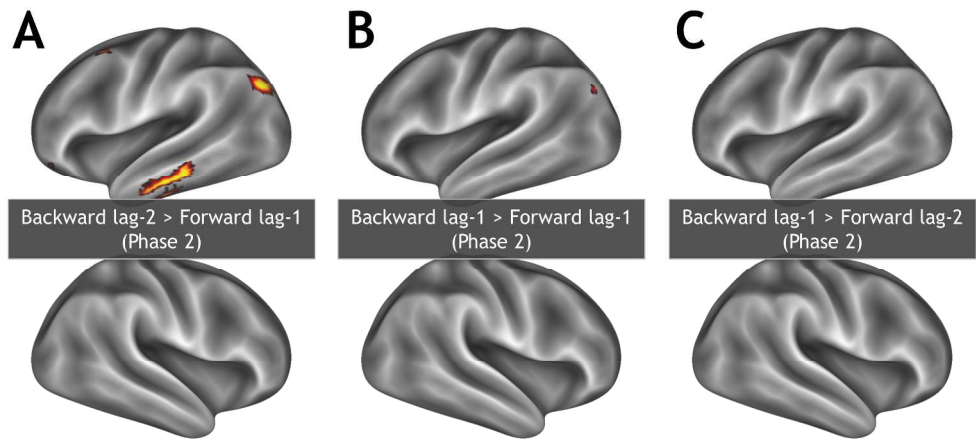 A
B
C
Backward lag-2 > Forward lag-1
(Phase 2)
Backward lag-1 > Forward lag-1
(Phase 2)
Backward lag-1 > Forward lag-2
(Phase 2)